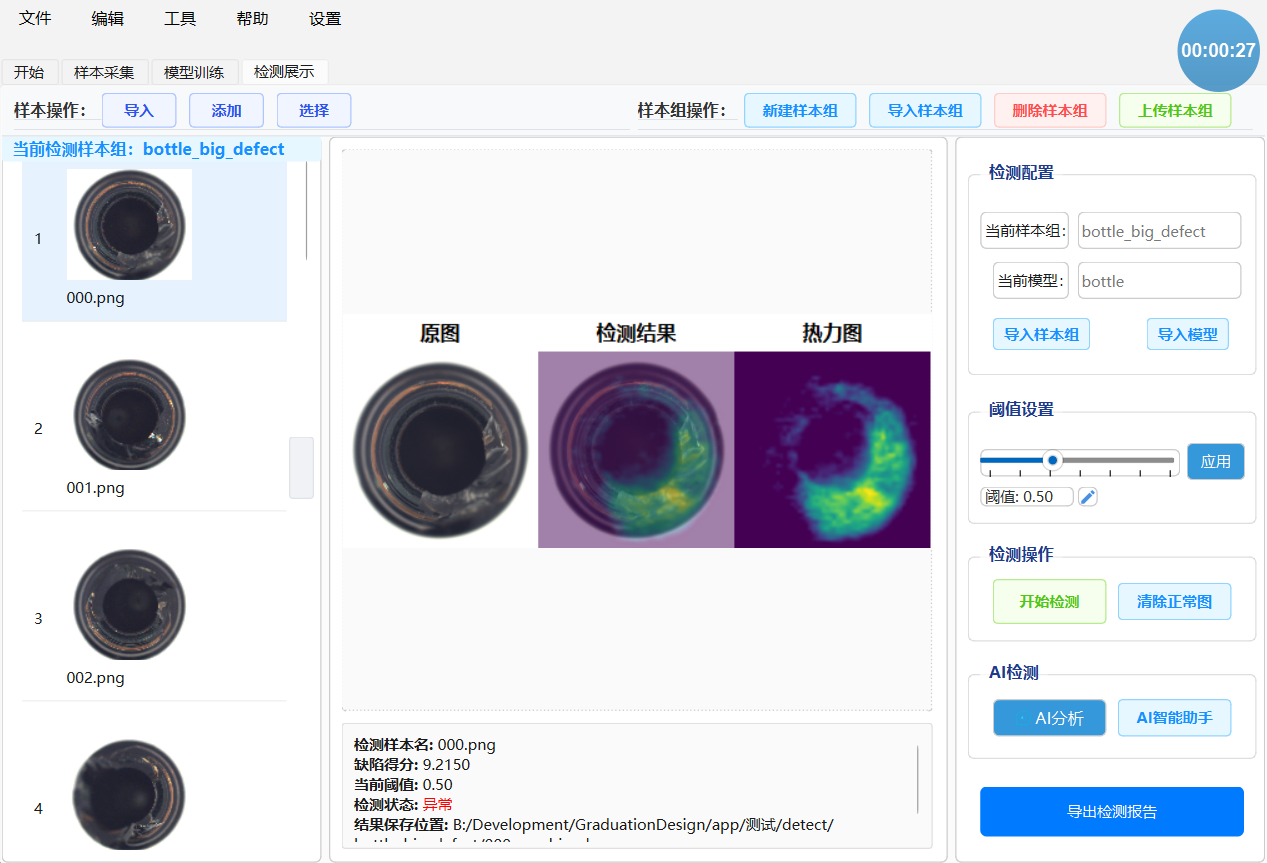 文件 编辑 工具 帮助 设置
00:00:27
开始 样本采集 模型训练 检测展示
样本操作： 导入 添加 选择 样本组操作： 新建样本组 导入样本组 删除样本组 上传样本组
当前检测样本组：bottle_big_defect
1
000.png
2
001.png
3
002.png
4
原图 检测结果 热力图
检测样本名: 000.png
缺陷得分: 9.2150
当前阈值: 0.50
检测状态: 异常
结果保存位置: B:/Development/GraduationDesign/app/测试/detect/
检测配置
当前样本组: bottle_big_defect
当前模型: bottle
导入样本组 导入模型
阈值设置
应用
阈值: 0.50
检测操作
开始检测 清除正常图
AI检测
AI分析 AI智能助手
导出检测报告